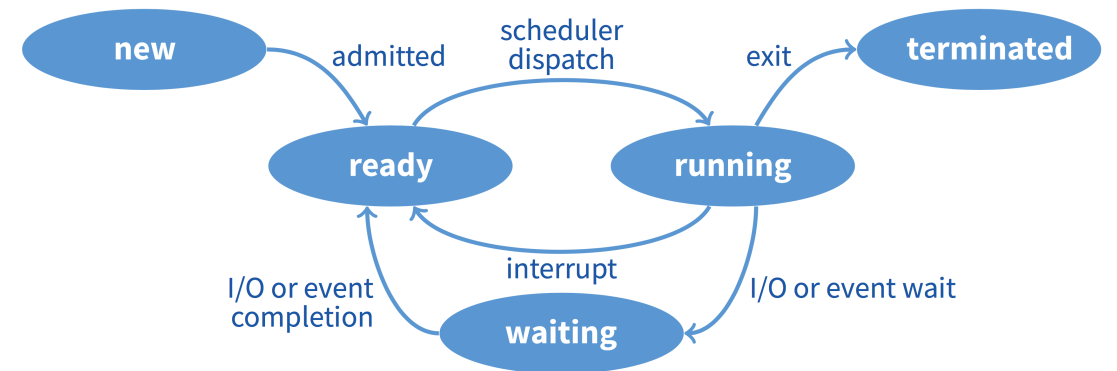 new
admitted
scheduler
dispatch
exit
terminated
ready
running
interrupt
I/O or event
completion
I/O or event wait
waiting